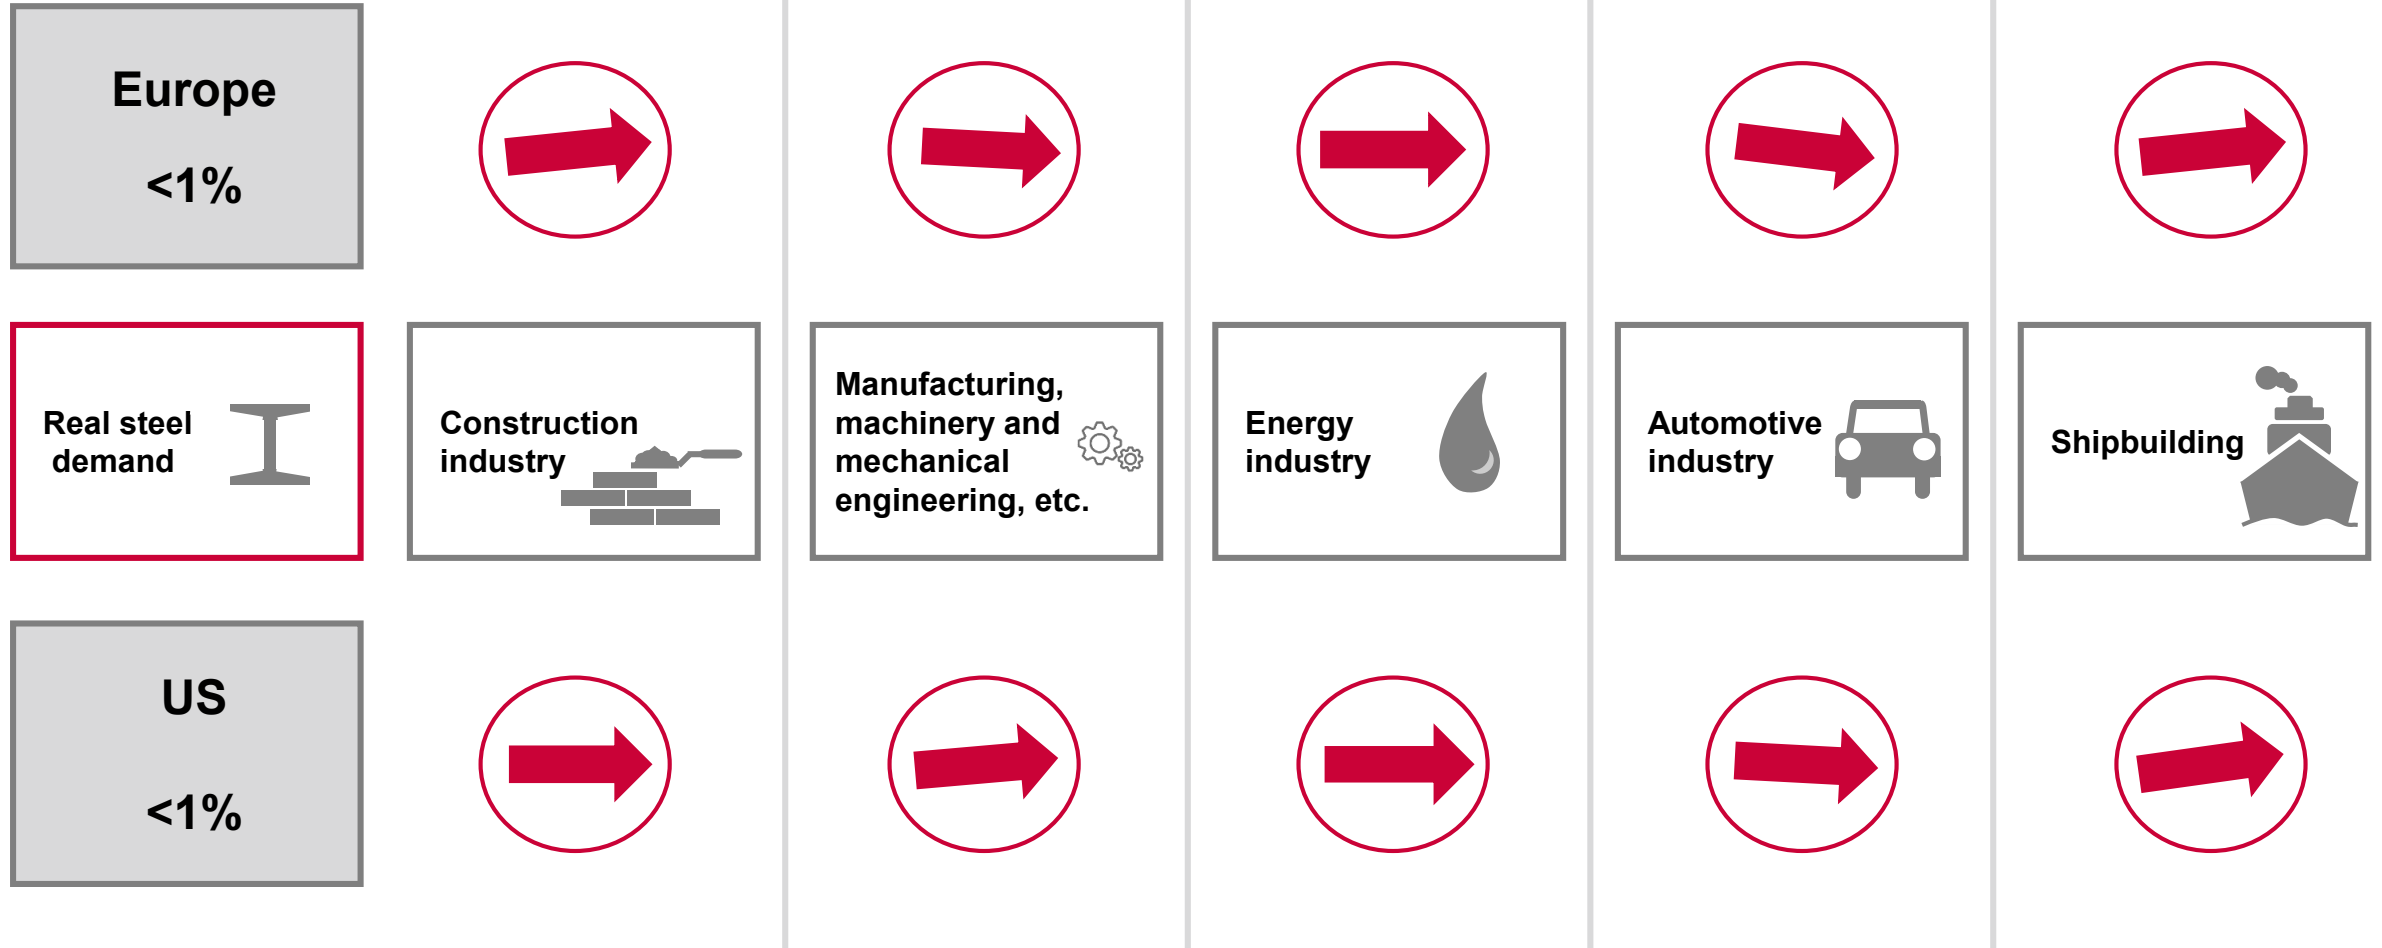 Europe
<1%
Real steel
demand
Construction
industry
Manufacturing,
machinery and
mechanical
engineering, etc.
Energy
industry
Automotive
industry
Shipbuilding
US
<1%